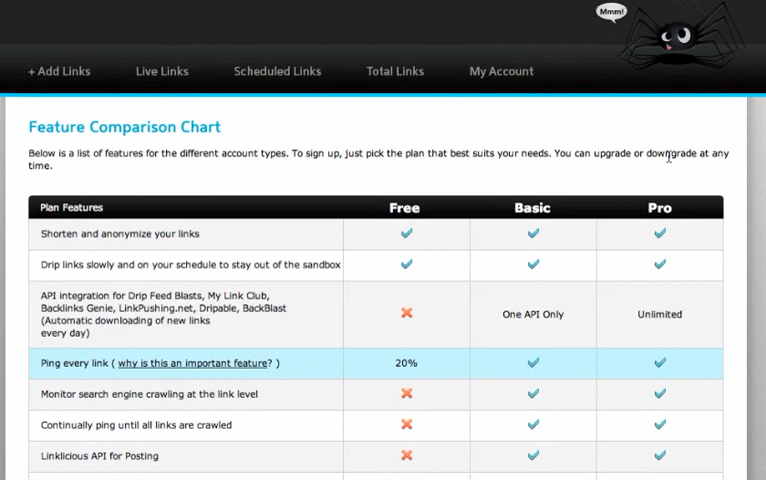 Mmm!
+ Add Links Live Links Scheduled Links Total Links My Account
Feature Comparison Chart
Below is a list of features for the different account types. To sign up, just pick the plan that best suits your needs. You can upgrade or downgrade at any
time.
Plan Features Free Basic Pro
Shorten and anonymize your links
Drip links slowly and on your schedule to stay out of the sandbox
API integration for Drip Feed Blasts, My Link Club,
Backlinks Genie, LinkPushing.net, Dripable, BackBlast
(Automatic downloading of new links
every day)
One API Only Unlimited
Ping every link ( why is this an important feature? ) 20%
Monitor search engine crawling at the link level
Continually ping until all links are crawled
Linklicious API for Posting